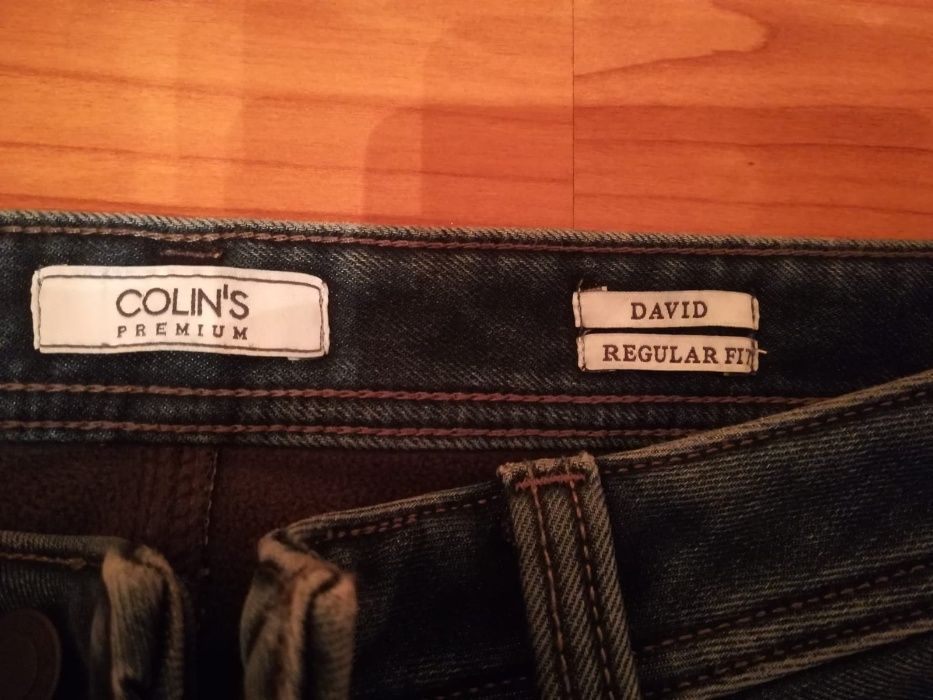 COLIN'S
PREMIUM
DAVID
REGULAR FIT